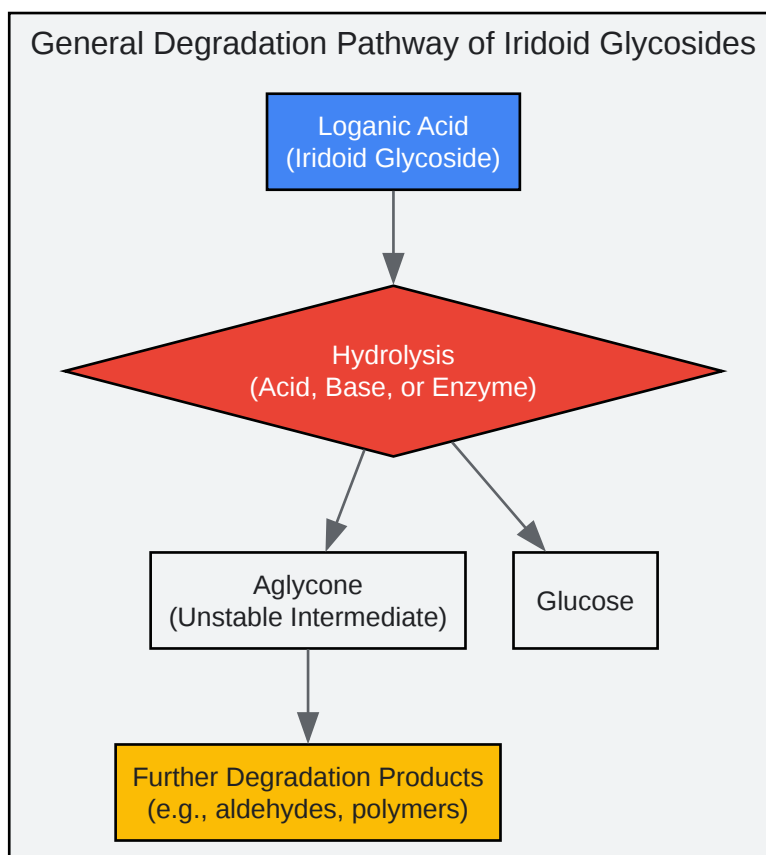 General Degradation Pathway of Iridoid Glycosides
Loganic Acid
(Iridoid Glycoside)
Hydrolysis
(Acid, Base, or Enzyme)
Aglycone
(Unstable Intermediate)
Glucose
Further Degradation Products
(e.g., aldehydes, polymers)